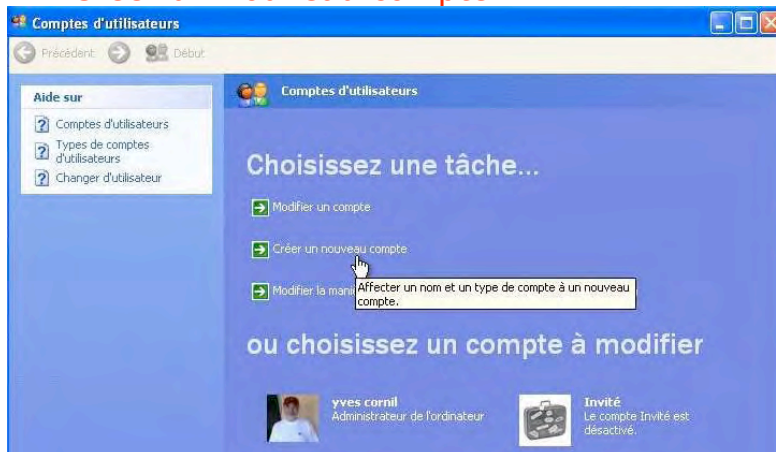 Comptes d'utilisateurs
Précédent
Début
Aide sur
Comptes d'utilisateurs
Types de comptes
d'utilisateurs
Changer d'utilisateur
Comptes d'utilisateurs
Choisissez une tâche...
Modifier un compte
Créer un nouveau compte
Modifier la
Affecter un nom et un type de compte à un nouveau
compte.
ou choisissez un compte à modifier
yves cornil
Administrateur de l'ordinateur
Invité
Le compte Invité est
désactivé.